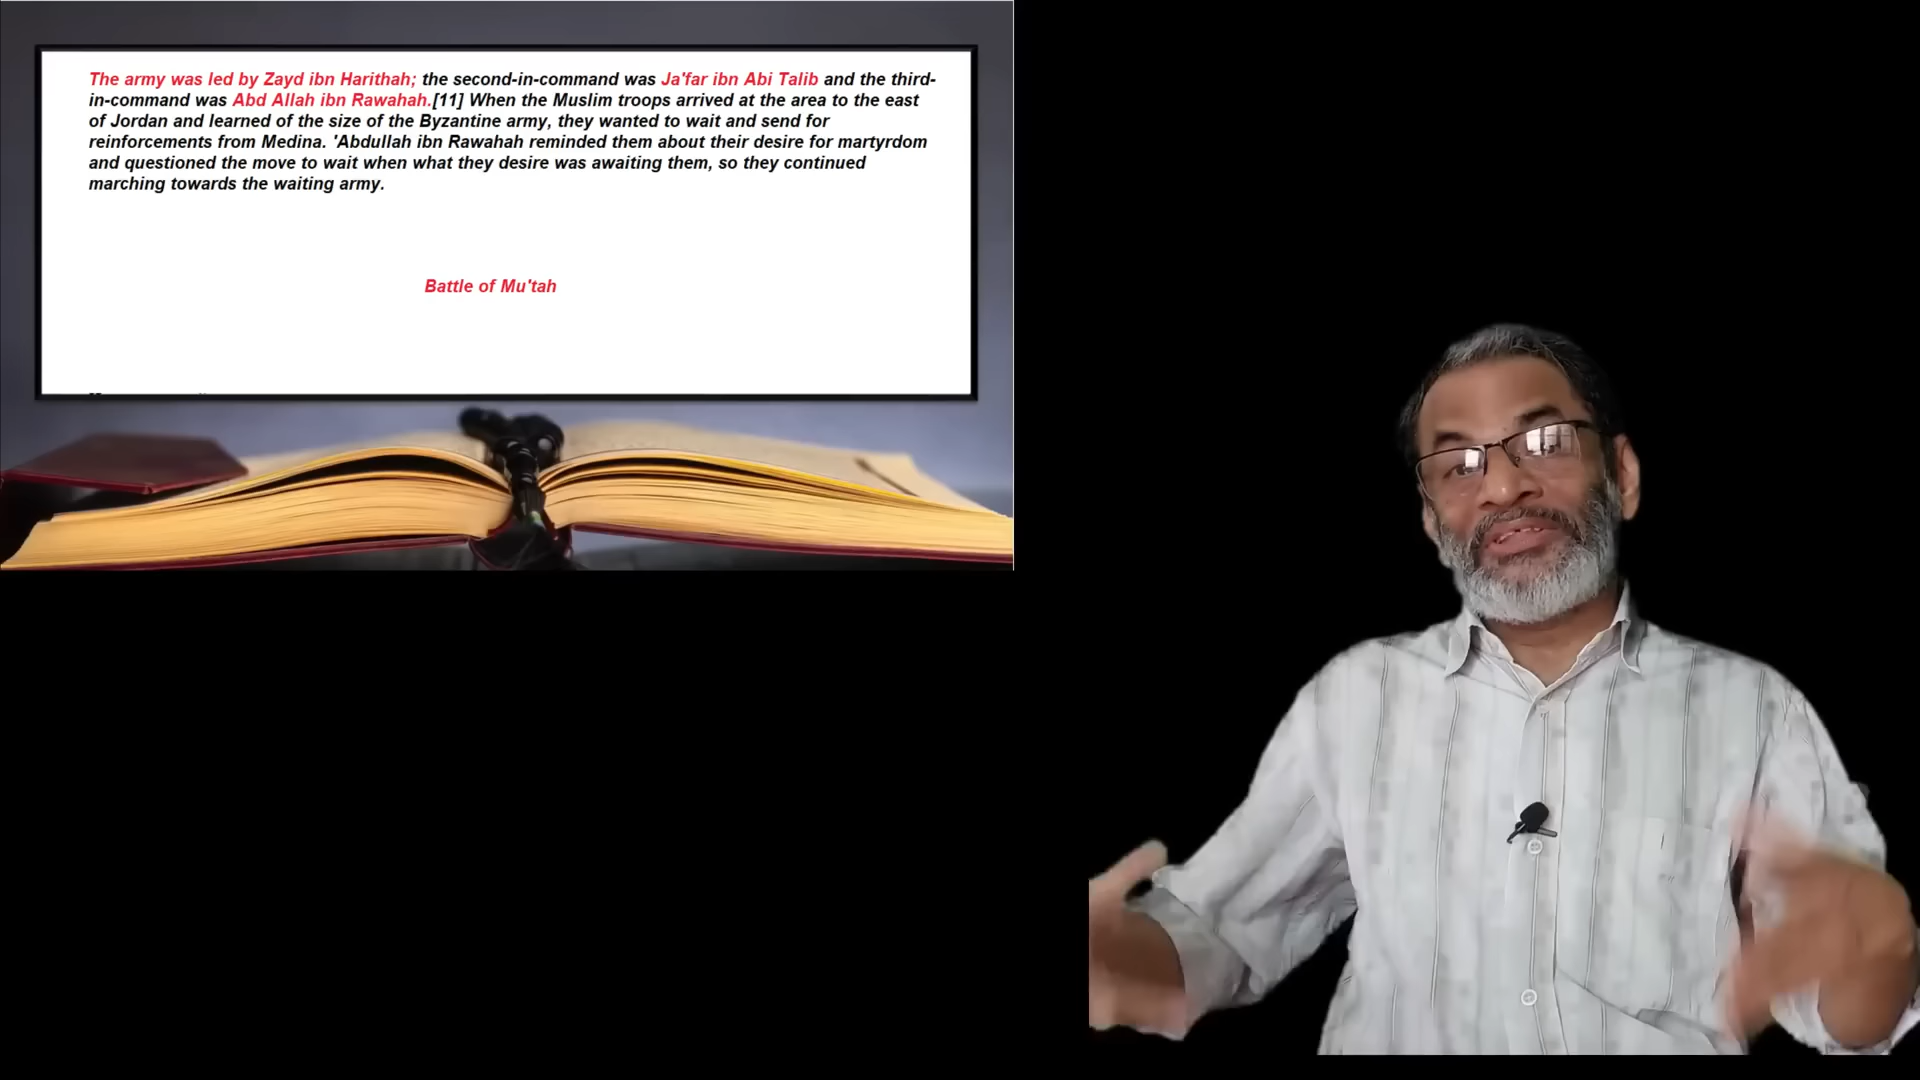 The army was led by Zayd ibn Harithah; the second-in-command was Ja'far ibn Abi Talib and the third-
in-command was Abd Allah ibn Rawahah.[11] When the Muslim troops arrived at the area to the east
of Jordan and learned of the size of the Byzantine army, they wanted to wait and send for
reinforcements from Medina. 'Abdullah ibn Rawahah reminded them about their desire for martyrdom
and questioned the move to wait when what they desire was awaiting them, so they continued
marching towards the waiting army.
Battle of Mu'tah